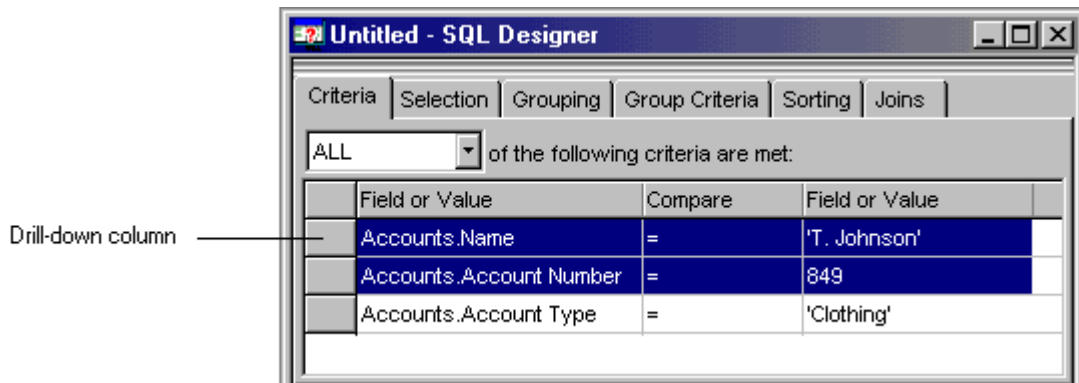 Untitled - SQL Designer
Criteria Selection Grouping Group Criteria Sorting Joins
ALL of the following criteria are met:
Field or Value Compare Field or Value
Drill-down column Accounts.Name = 'T. Johnson'
Accounts.Account Number = 849
Accounts.Account Type = 'Clothing'